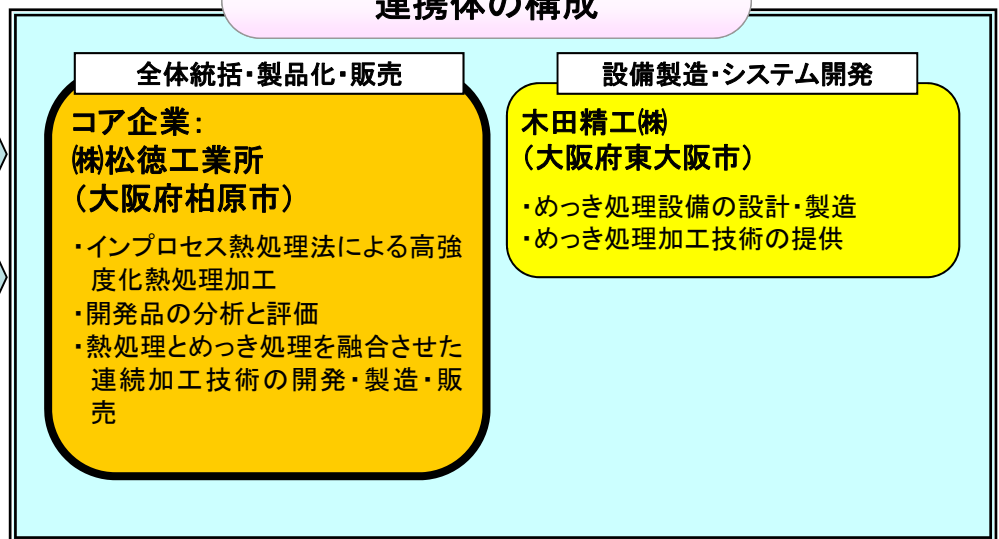 連携体の構成
全体統括・製品化・販売
コア企業：
㈱松徳工業所
（大阪府柏原市）
・インプロセス熱処理法による高強
度化熱処理加工
・開発品の分析と評価
・熱処理とめっき処理を融合させた
連続加工技術の開発・製造・販
売
設備製造・システム開発
木田精工㈱
（大阪府東大阪市）
・めっき処理設備の設計・製造
・めっき処理加工技術の提供